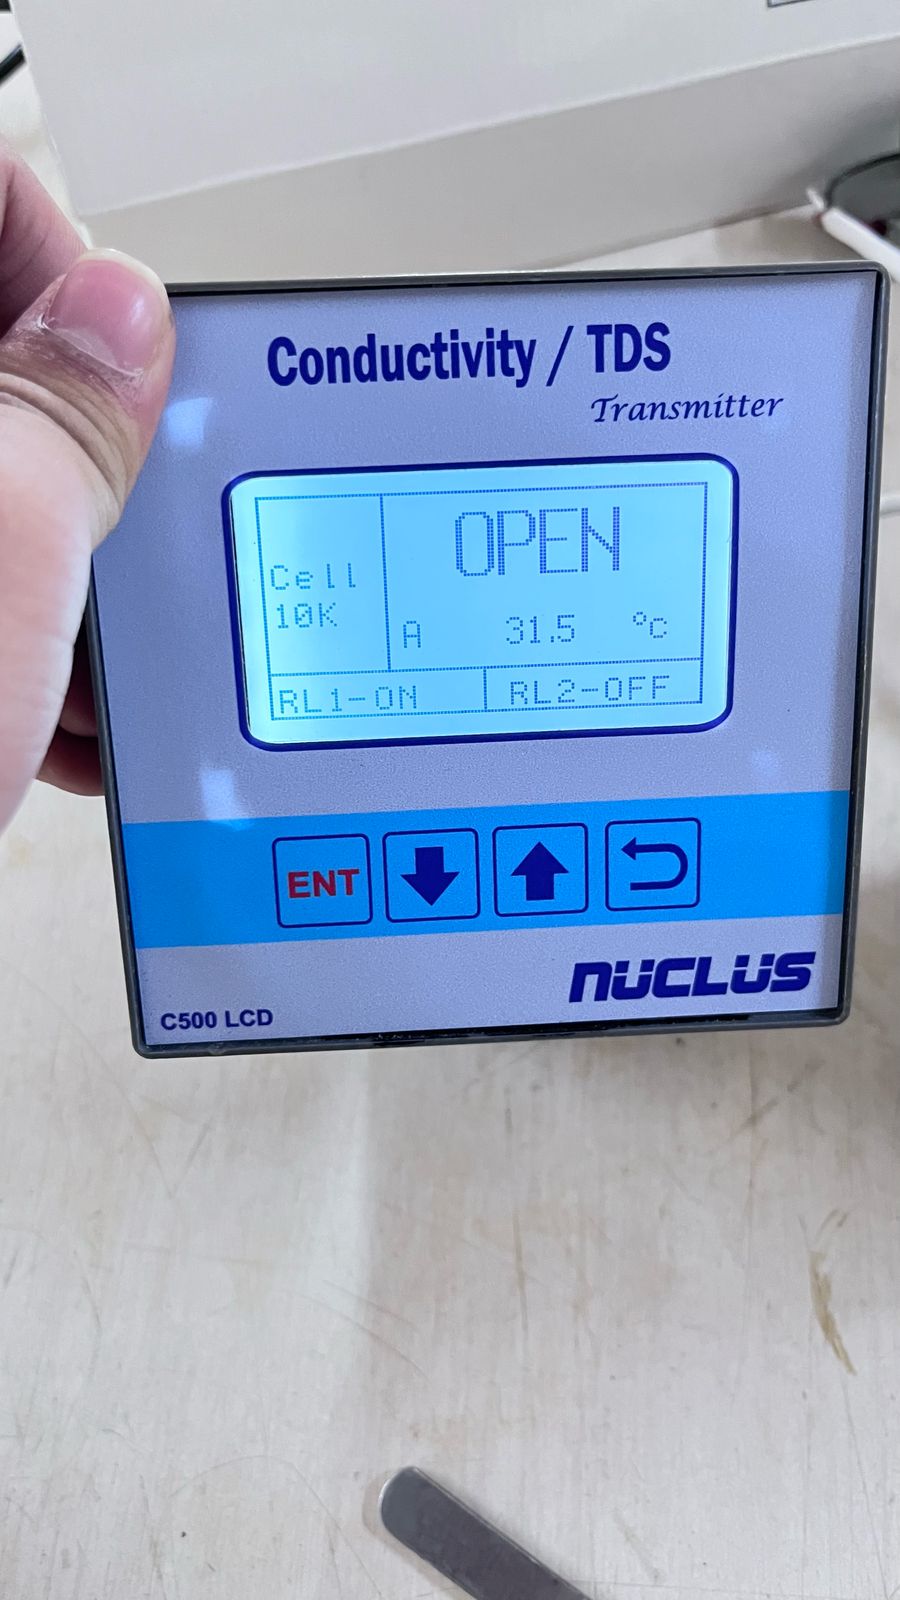 Conductivity / TDS
Transmitter
OPEN
Cell
10K
A 31.5 °C
RL1-ON RL2-OFF
ENT
NUCLUS
C500 LCD